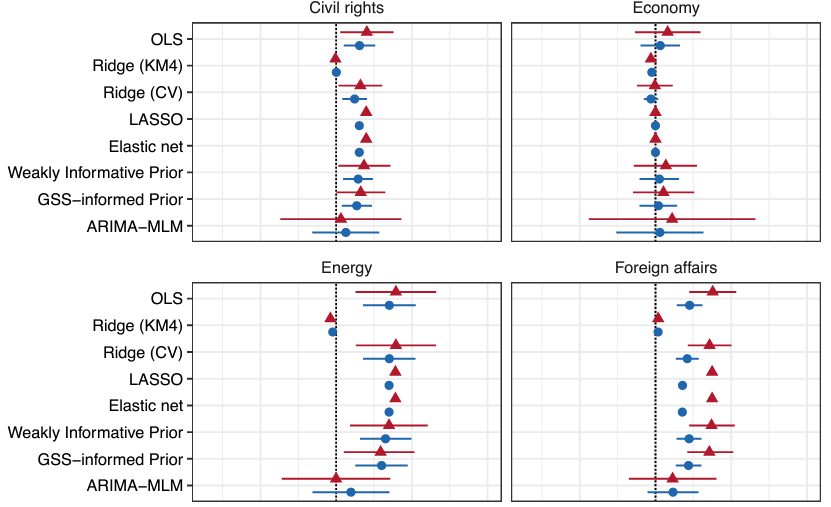 Civil rights
Economy
OLS
Ridge (KM4)
Ridge (CV)
LASSO
Elastic net
Weakly Informative Prior
GSS−informed Prior
ARIMA−MLM
Energy
Foreign affairs
OLS
Ridge (KM4)
Ridge (CV)
LASSO
Elastic net
Weakly Informative Prior
GSS−informed Prior
ARIMA−MLM